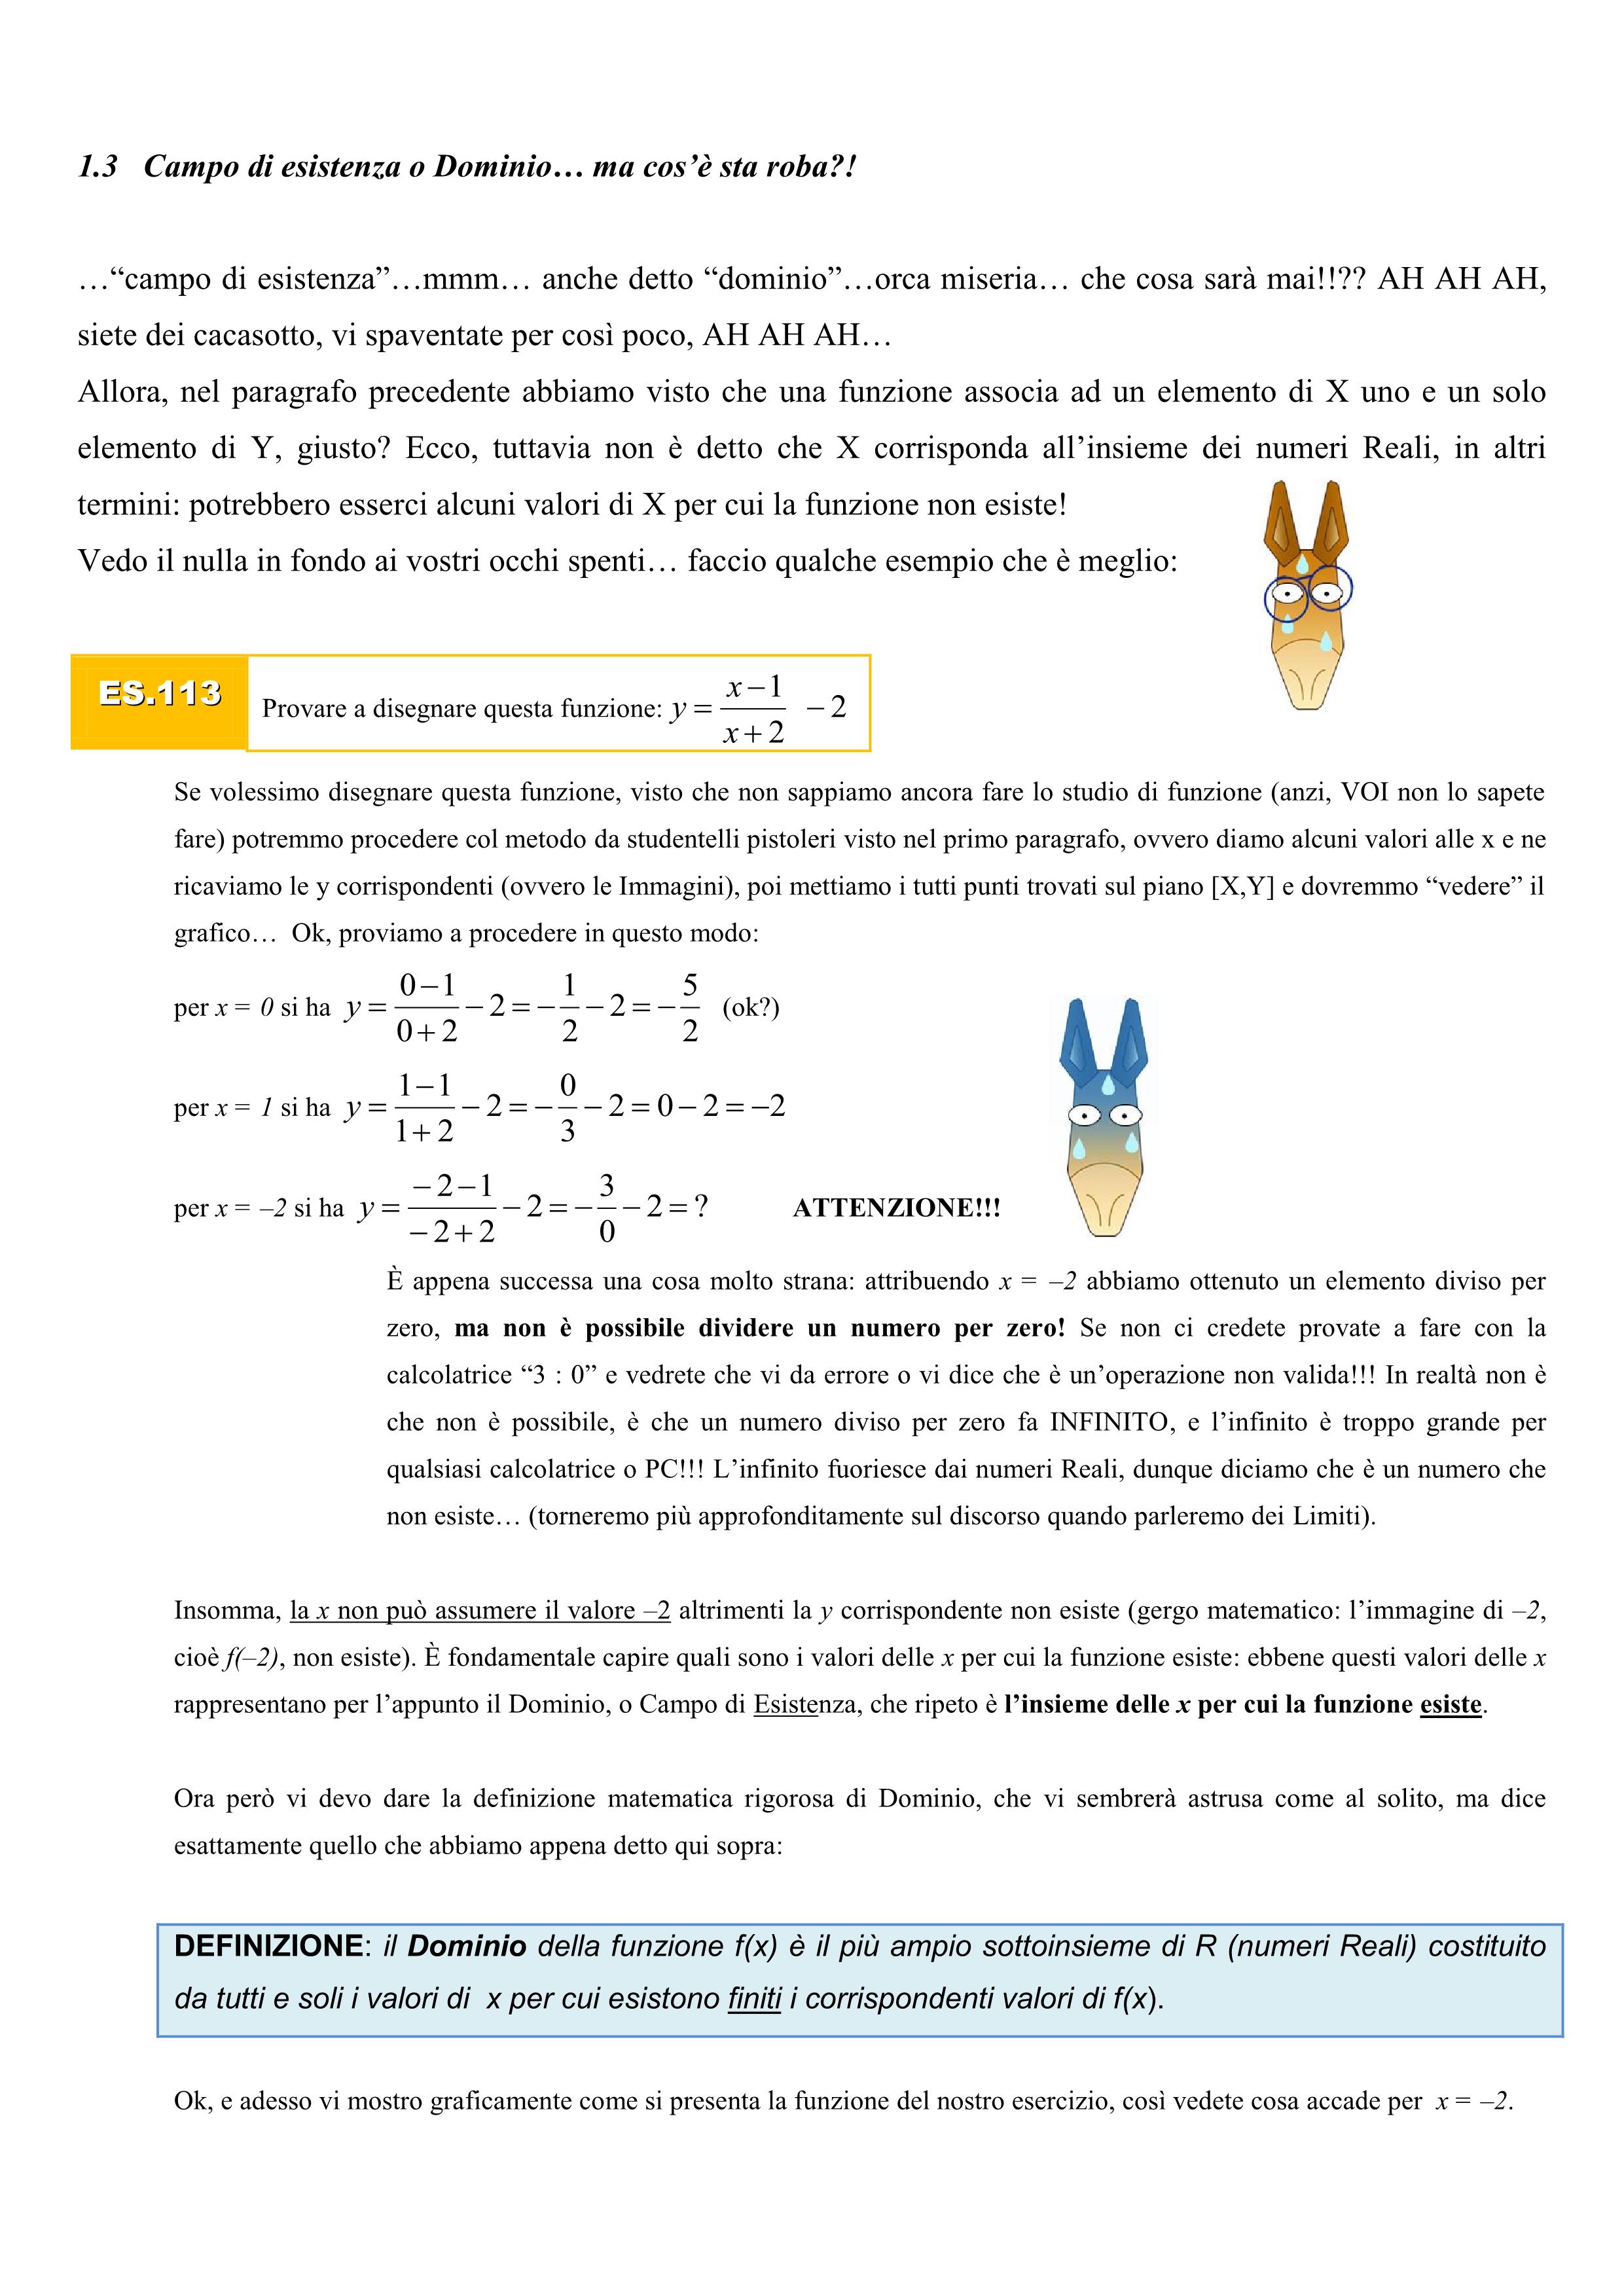 1.3 Campo di esistenza o Dominio… ma cos’è sta roba?!
…“campo di esistenza”…mmm… anche detto “dominio”…orca miseria… che cosa sarà mai!!?? AH AH AH,
siete dei cacasotto, vi spaventate per così poco, AH AH AH…
Allora, nel paragrafo precedente abbiamo visto che una funzione associa ad un elemento di X uno e un solo
elemento di Y, giusto? Ecco, tuttavia non è detto che X corrisponda all’insieme dei numeri Reali, in altri
termini: potrebbero esserci alcuni valori di X per cui la funzione non esiste!
Vedo il nulla in fondo ai vostri occhi spenti… faccio qualche esempio che è meglio:
ES.113 Provare a disegnare questa funzione: y = (x−1)/(x+2) − 2
Se volessimo disegnare questa funzione, visto che non sappiamo ancora fare lo studio di funzione (anzi, VOI non lo sapete
fare) potremmo procedere col metodo da studentelli pistoleri visto nel primo paragrafo, ovvero diamo alcuni valori alle x e ne
ricaviamo le y corrispondenti (ovvero le Immagini), poi mettiamo i tutti punti trovati sul piano [X,Y] e dovremmo “vedere” il
grafico… Ok, proviamo a procedere in questo modo:
per x = 0 si ha y = (0−1)/(0+2) − 2 = −1/2 − 2 = −5/2 (ok?)
per x = 1 si ha y = (1−1)/(1+2) − 2 = −0/3 − 2 = 0 − 2 = −2
per x = –2 si ha y = (−2−1)/(−2+2) − 2 = −3/0 − 2 = ? ATTENZIONE!!!
È appena successa una cosa molto strana: attribuendo x = –2 abbiamo ottenuto un elemento diviso per
zero, ma non è possibile dividere un numero per zero! Se non ci credete provate a fare con la
calcolatrice “3 : 0” e vedrete che vi da errore o vi dice che è un’operazione non valida!!! In realtà non è
che non è possibile, è che un numero diviso per zero fa INFINITO, e l’infinito è troppo grande per
qualsiasi calcolatrice o PC!!! L’infinito fuoriesce dai numeri Reali, dunque diciamo che è un numero che
non esiste… (torneremo più approfonditamente sul discorso quando parleremo dei Limiti).
Insomma, la x non può assumere il valore –2 altrimenti la y corrispondente non esiste (gergo matematico: l’immagine di –2,
cioè f(–2), non esiste). È fondamentale capire quali sono i valori delle x per cui la funzione esiste: ebbene questi valori delle x
rappresentano per l’appunto il Dominio, o Campo di Esistenza, che ripeto è l’insieme delle x per cui la funzione esiste.
Ora però vi devo dare la definizione matematica rigorosa di Dominio, che vi sembrerà astrusa come al solito, ma dice
esattamente quello che abbiamo appena detto qui sopra:
DEFINIZIONE: il Dominio della funzione f(x) è il più ampio sottoinsieme di R (numeri Reali) costituito
da tutti e soli i valori di x per cui esistono finiti i corrispondenti valori di f(x).
Ok, e adesso vi mostro graficamente come si presenta la funzione del nostro esercizio, così vedete cosa accade per x = –2.